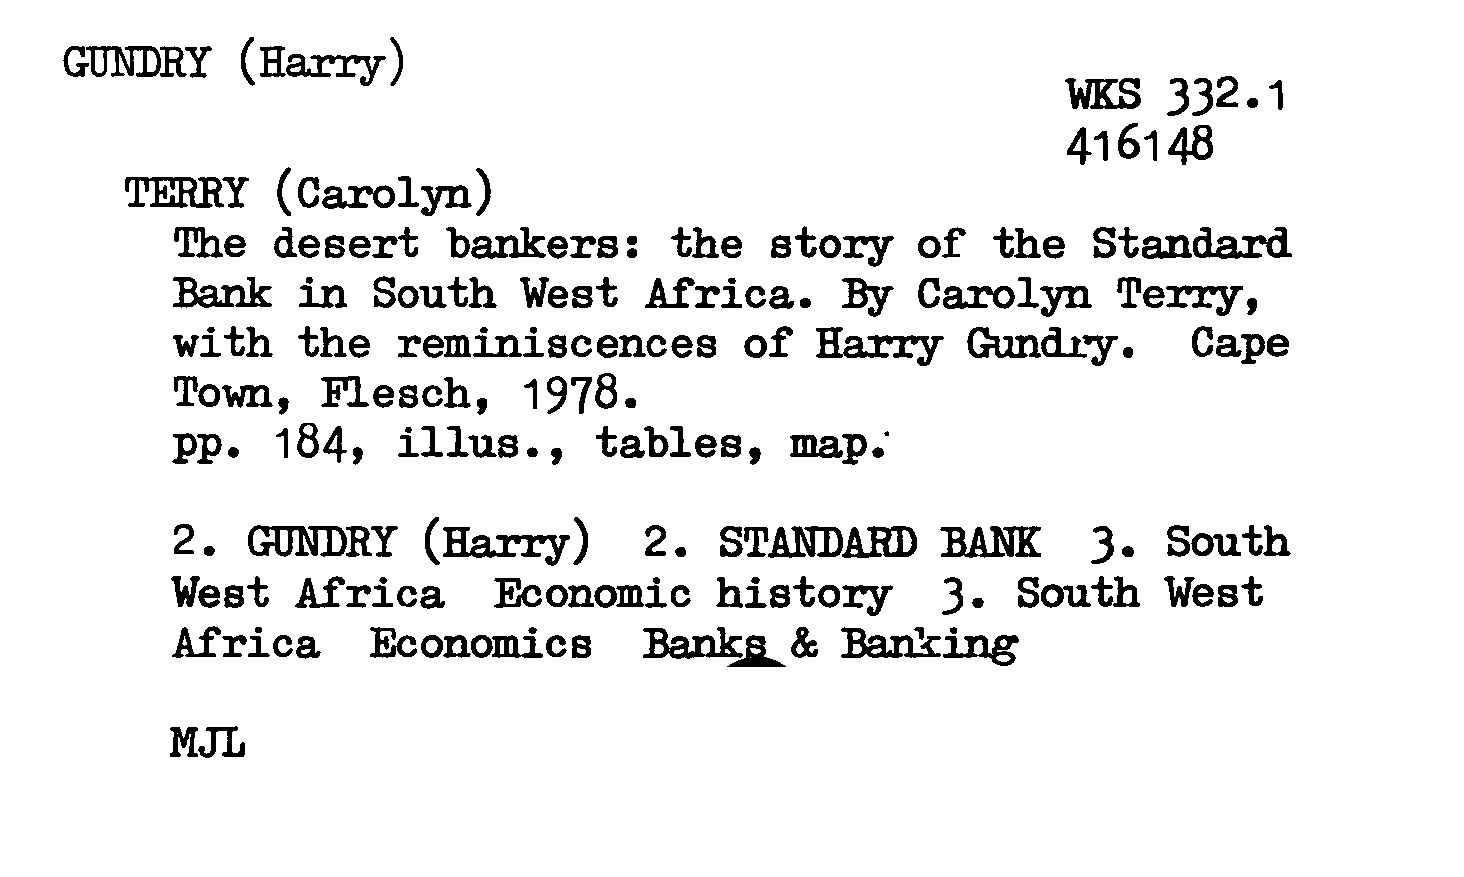 GUNDRY (Harry)
WKS 332.1
416148
TERRY (Carolyn)
The desert bankers: the story of the Standard
Bank in South West Africa. By Carolyn Terry,
with the reminiscences of Harry Gundry. Cape
Town, Flesch, 1978.
pp. 184, illus., tables, map.
2. GUNDRY (Harry) 2. STANDARD BANK 3. South
West Africa Economic history 3. South West
Africa Economics Banks & Banking
MJL